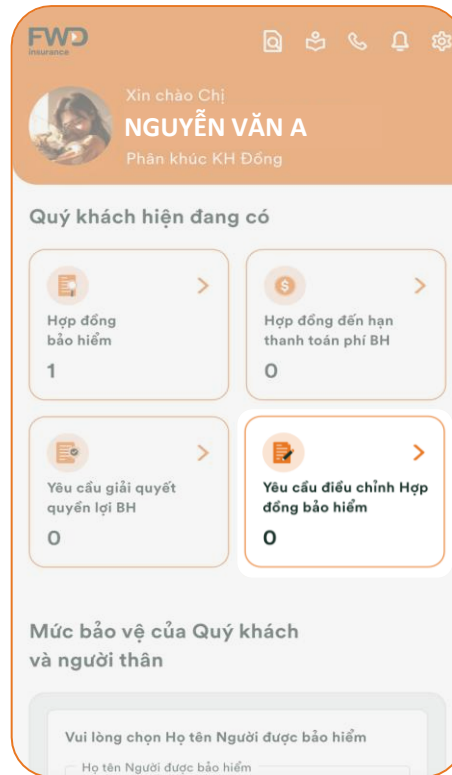 FWD
insurance
Xin chào Chị
NGUYỄN VĂN A
Phân khúc KH Đồng
Quý khách hiện đang có
Hợp đồng
bảo hiểm
1
Hợp đồng đến hạn
thanh toán phí BH
0
Yêu cầu giải quyết
quyền lợi BH
0
Yêu cầu điều chỉnh Hợp
đồng bảo hiểm
0
Mức bảo vệ của Quý khách
và người thân
Vui lòng chọn Họ tên Người được bảo hiểm
Họ tên Người được bảo hiểm